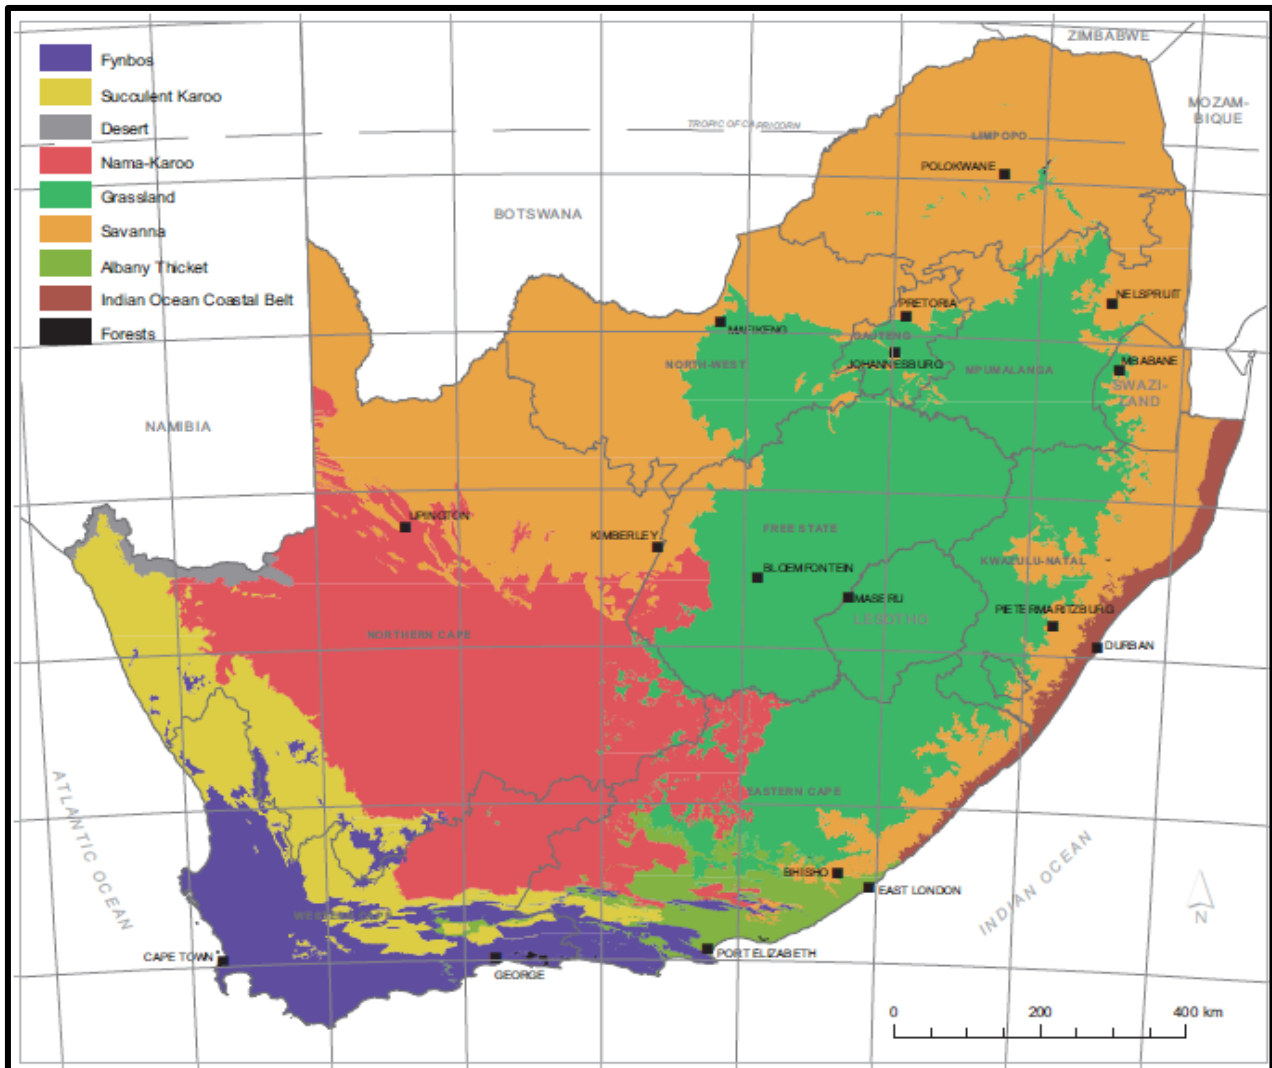 Fynbos
Succulent Karoo
Desert
Nama-Karoo
Grassland
Savanna
Albany Thicket
Indian Ocean Coastal Belt
Forests
ZIMBABWE
MOZAM-
BIQUE
TROPIC OF CAPRICORN
LIMPOPO
POLOKWANE
BOTSWANA
NELSPRUIT
PRETORIA
MAFIKENG
GAUTENG
NORTH-WEST
JOHANNESBURG
MPUMALANGA
MBABANE
SWAZI-
LAND
NAMIBIA
UPINGTON
KIMBERLEY
FREE STATE
BLOEMFONTEIN
KWAZULU-NATAL
MASERU
LESOTHO
PIETERMARITZBURG
NORTHERN CAPE
DURBAN
ATLANTIC OCEAN
EASTERN CAPE
INDIAN OCEAN
BHISHO
EAST LONDON
WESTERN CAPE
CAPE TOWN
PORT ELIZABETH
GEORGE
N
0 200 400 km